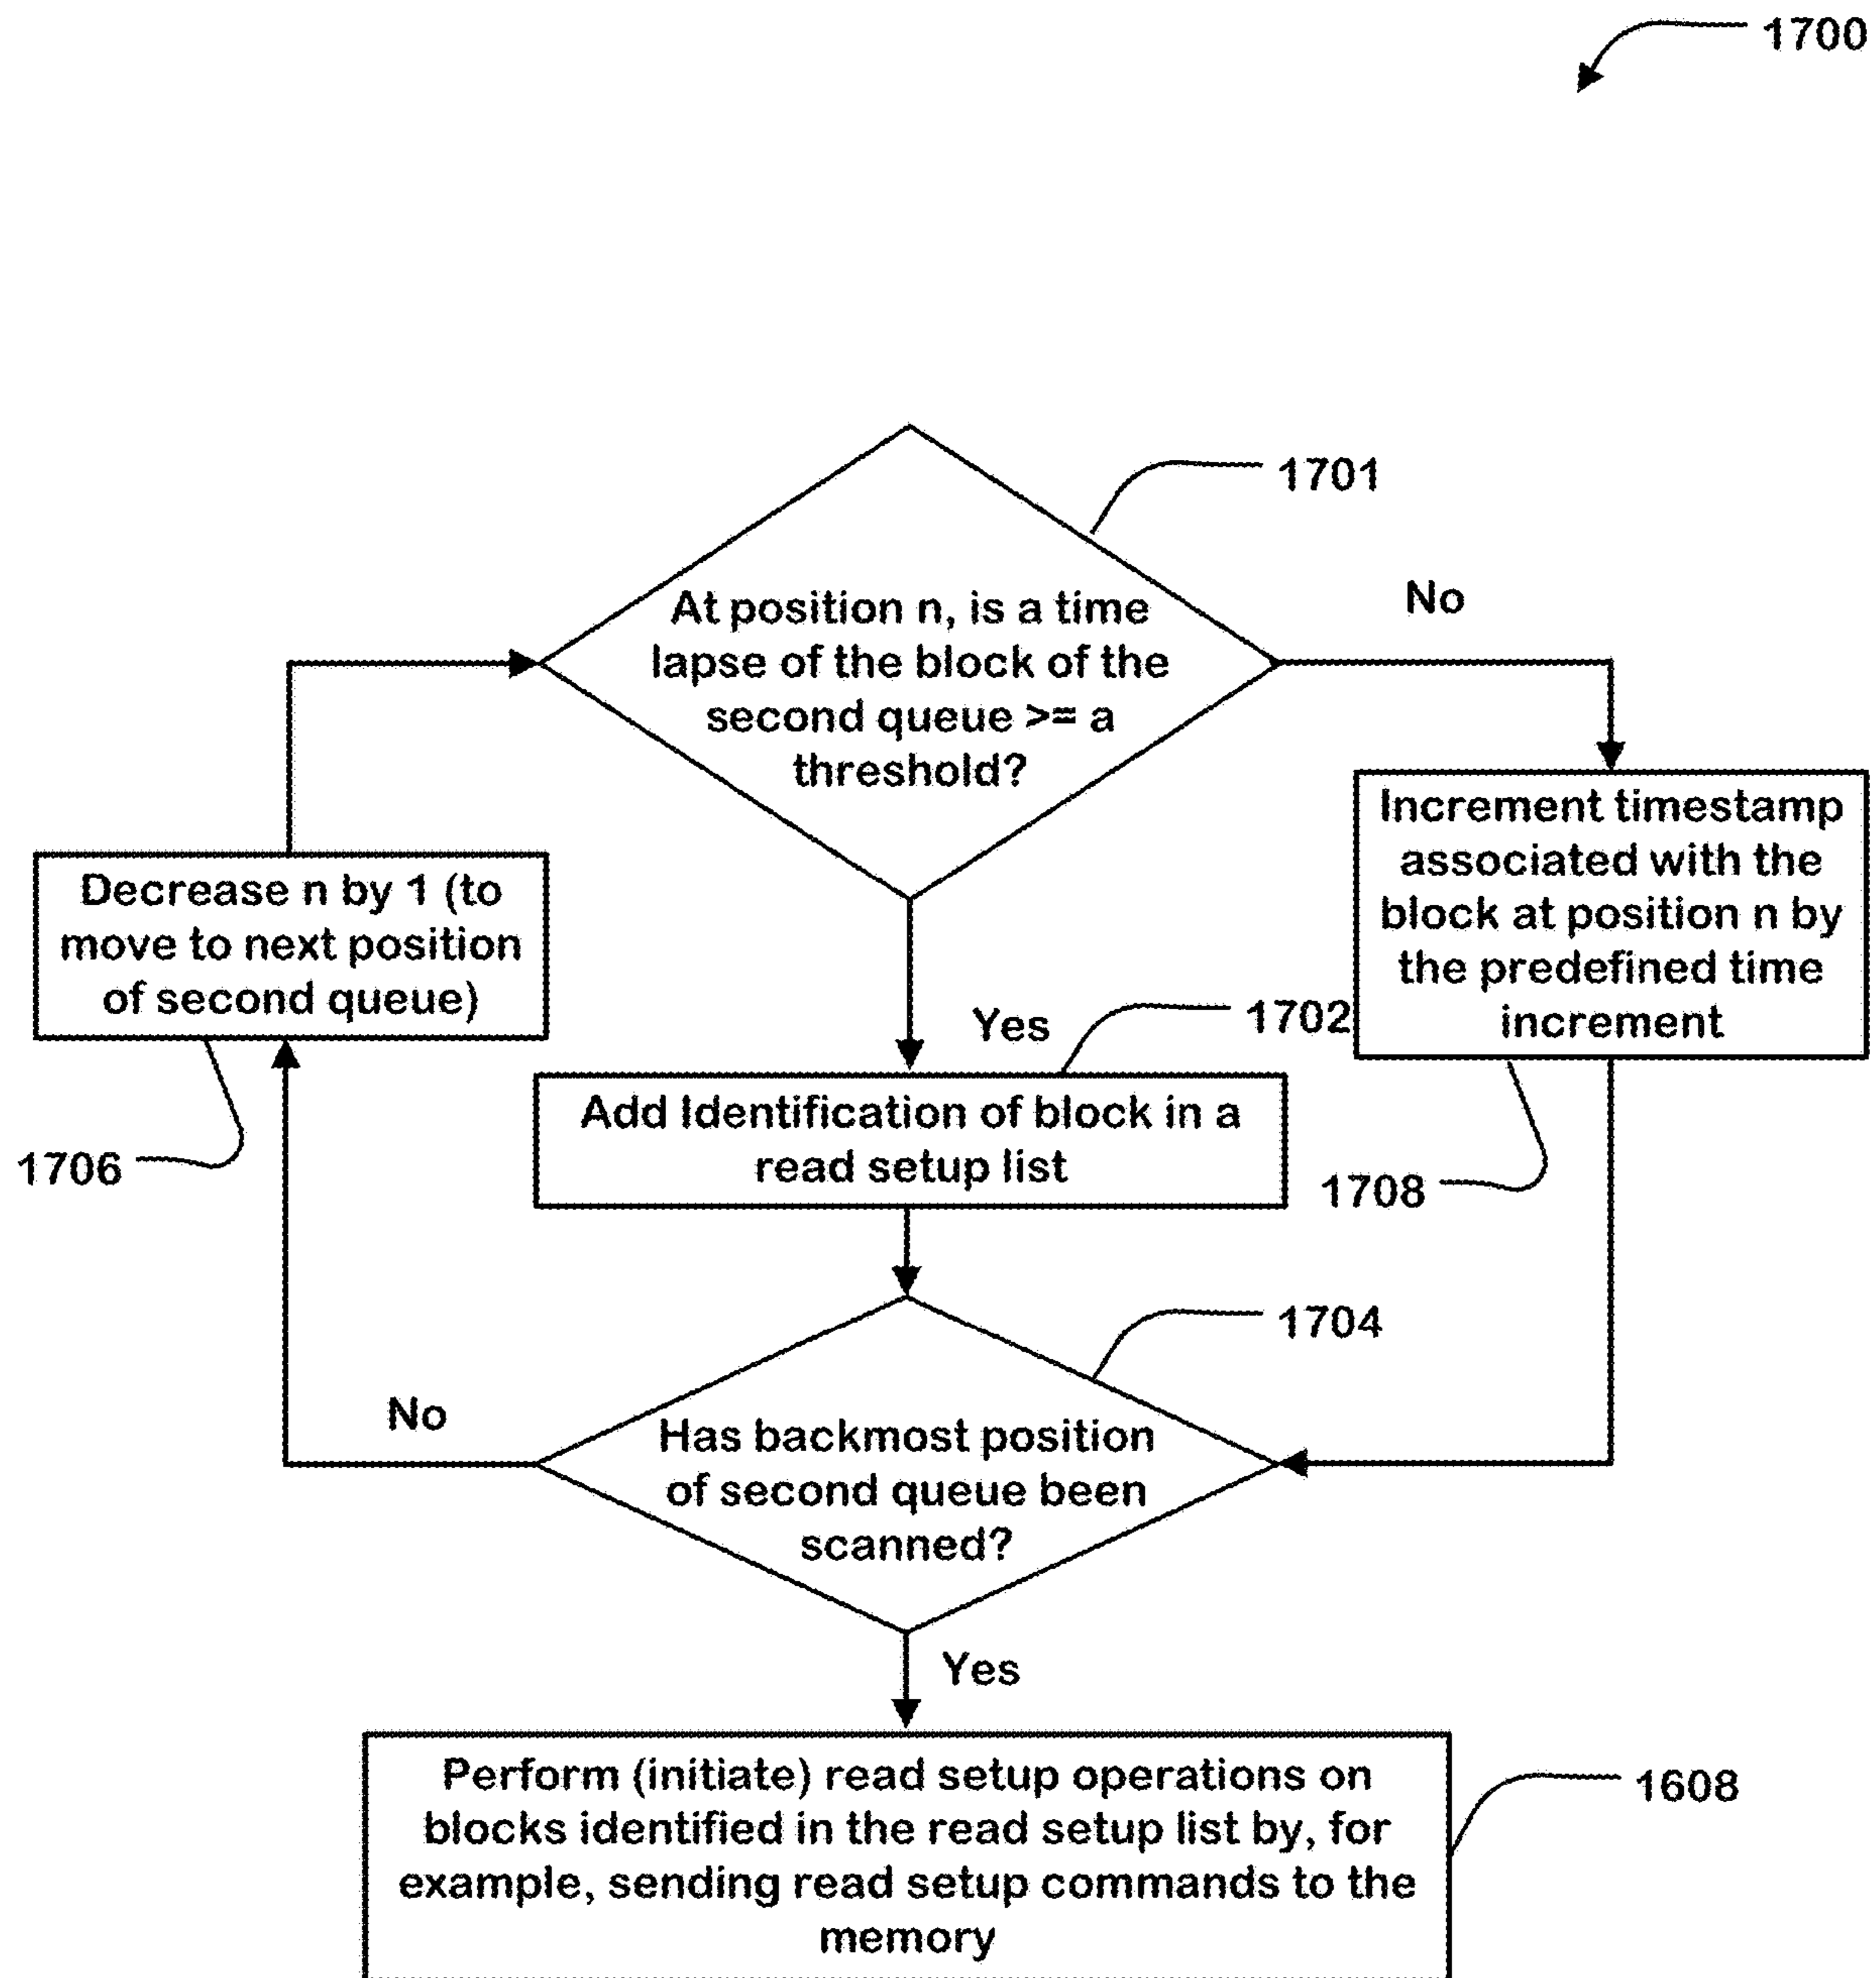 1700
1701
At position n, is a time
lapse of the block of the
second queue >= a
threshold?
No
Increment timestamp
associated with the
block at position n by
the predefined time
increment
Decrease n by 1 (to
move to next position
of second queue)
Yes
1702
Add Identification of block in a
read setup list
1706
1708
1704
No
Has backmost position
of second queue been
scanned?
Yes
Perform (initiate) read setup operations on
blocks identified in the read setup list by, for
example, sending read setup commands to the
memory
1608